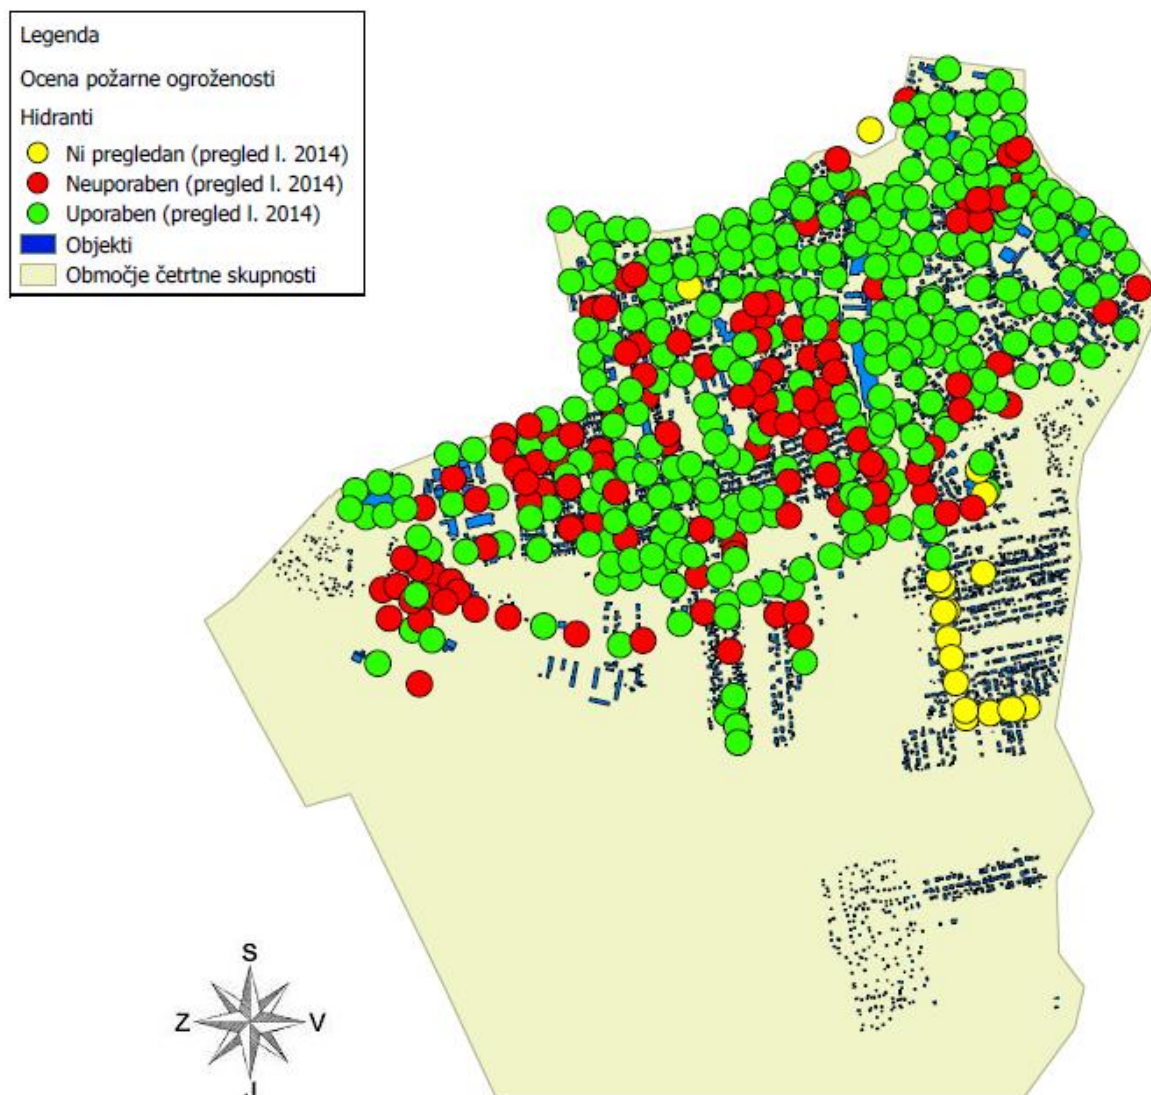 Legenda
Ocena požarne ogroženosti
Hidranti
Ni pregledan (pregled l. 2014)
Neuporaben (pregled l. 2014)
Uporaben (pregled l. 2014)
Objekti
Območje četrtne skupnosti
S
Z V
J